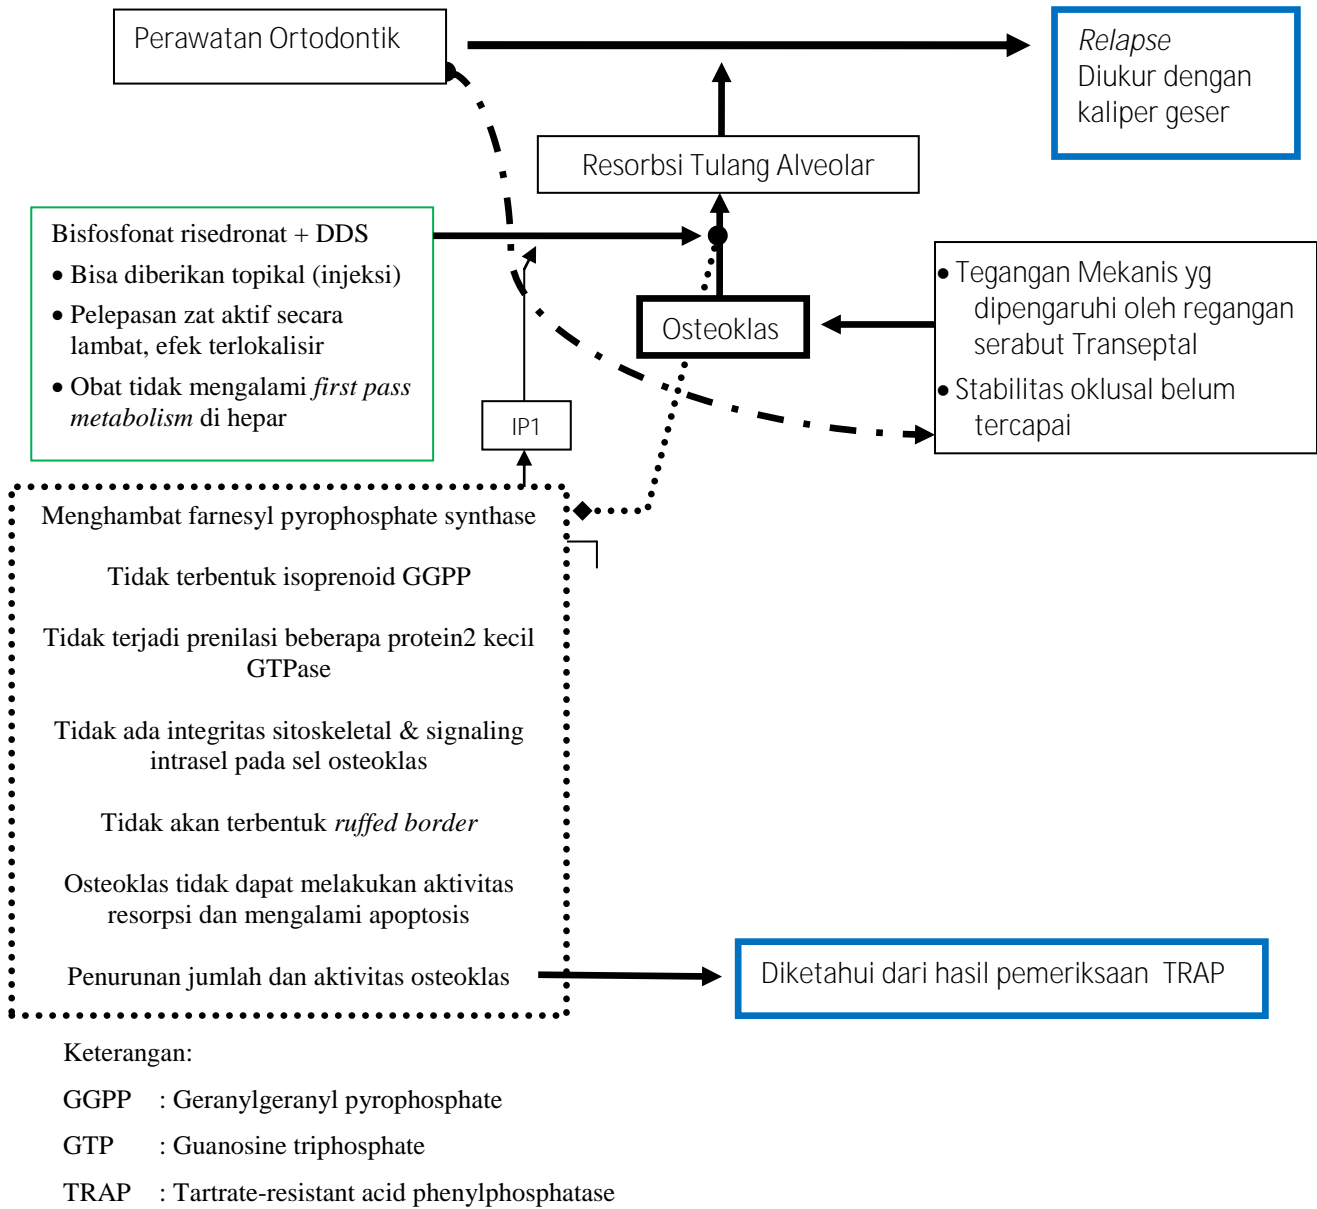 Perawatan Ortodontik
Relapse
Diukur dengan
kaliper geser
Resorbsi Tulang Alveolar
Bisfosfonat risedronat + DDS
• Bisa diberikan topikal (injeksi)
• Pelepasan zat aktif secara
lambat, efek terlokalisir
• Obat tidak mengalami first pass
metabolism di hepar
Osteoklas
• Tegangan Mekanis yg
dipengaruhi oleh regangan
serabut Transeptal
• Stabilitas oklusal belum
tercapai
IP1
Menghambat farnesyl pyrophosphate synthase
Tidak terbentuk isoprenoid GGPP
Tidak terjadi prenilasi beberapa protein2 kecil
GTPase
Tidak ada integritas sitoskeletal & signaling
intrasel pada sel osteoklas
Tidak akan terbentuk ruffed border
Osteoklas tidak dapat melakukan aktivitas
resorpsi dan mengalami apoptosis
Penurunan jumlah dan aktivitas osteoklas
Diketahui dari hasil pemeriksaan TRAP
Keterangan:
GGPP : Geranylgeranyl pyrophosphate
GTP : Guanosine triphosphate
TRAP : Tartrate-resistant acid phenylphosphatase